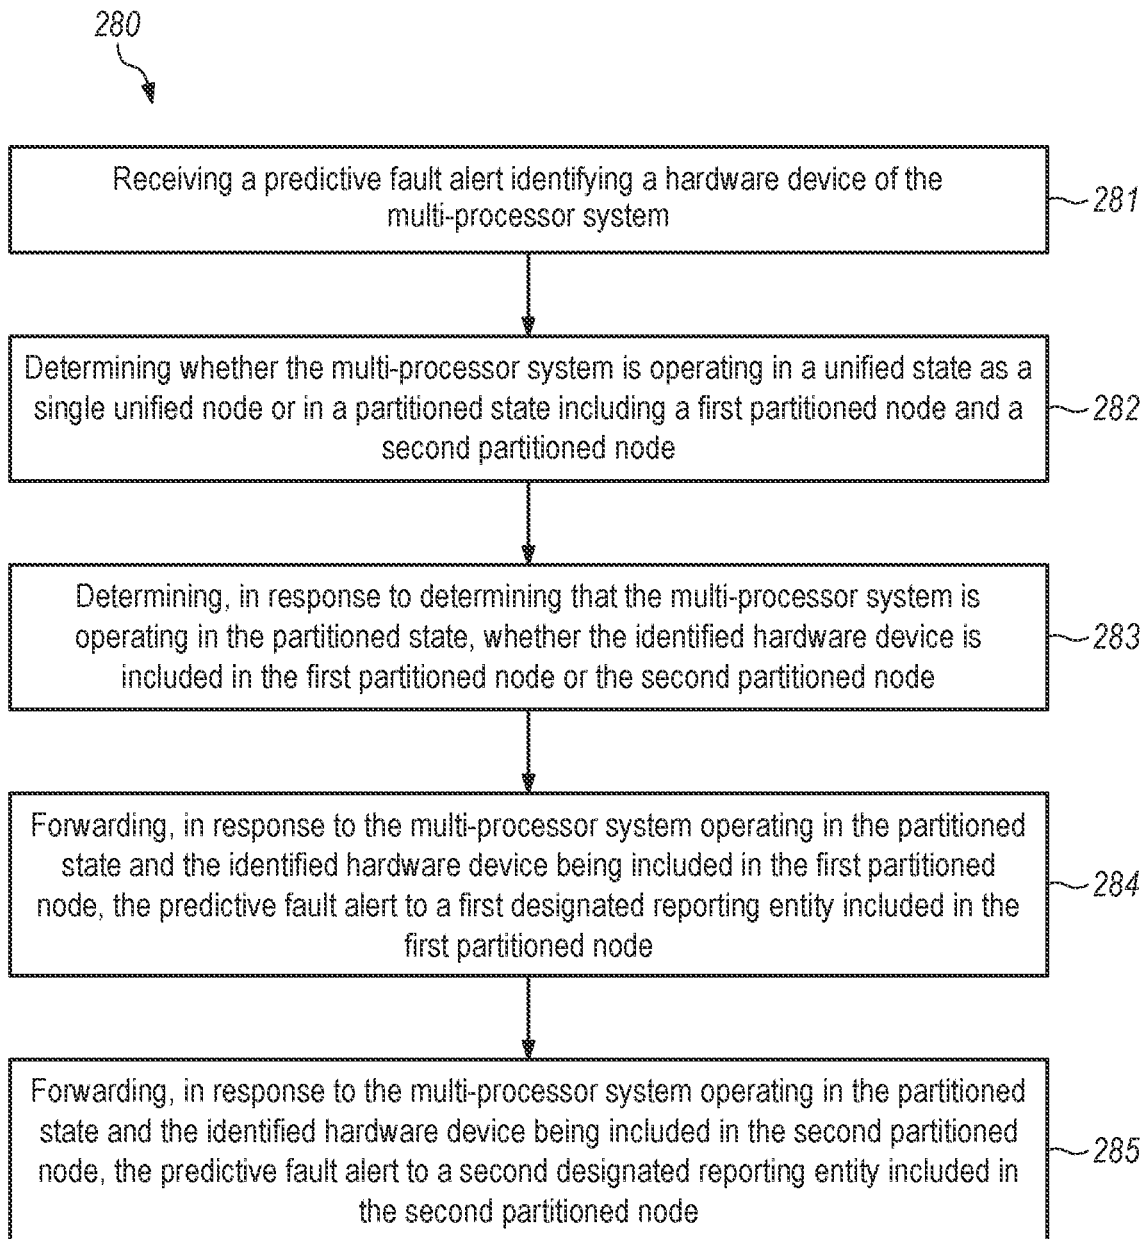 280
Receiving a predictive fault alert identifying a hardware device of the
multi-processor system
281
Determining whether the multi-processor system is operating in a unified state as a
single unified node or in a partitioned state including a first partitioned node and a
second partitioned node
282
Determining, in response to determining that the multi-processor system is
operating in the partitioned state, whether the identified hardware device is
included in the first partitioned node or the second partitioned node
283
Forwarding, in response to the multi-processor system operating in the partitioned
state and the identified hardware device being included in the first partitioned
node, the predictive fault alert to a first designated reporting entity included in the
first partitioned node
284
Forwarding, in response to the multi-processor system operating in the partitioned
state and the identified hardware device being included in the second partitioned
node, the predictive fault alert to a second designated reporting entity included in
the second partitioned node
285